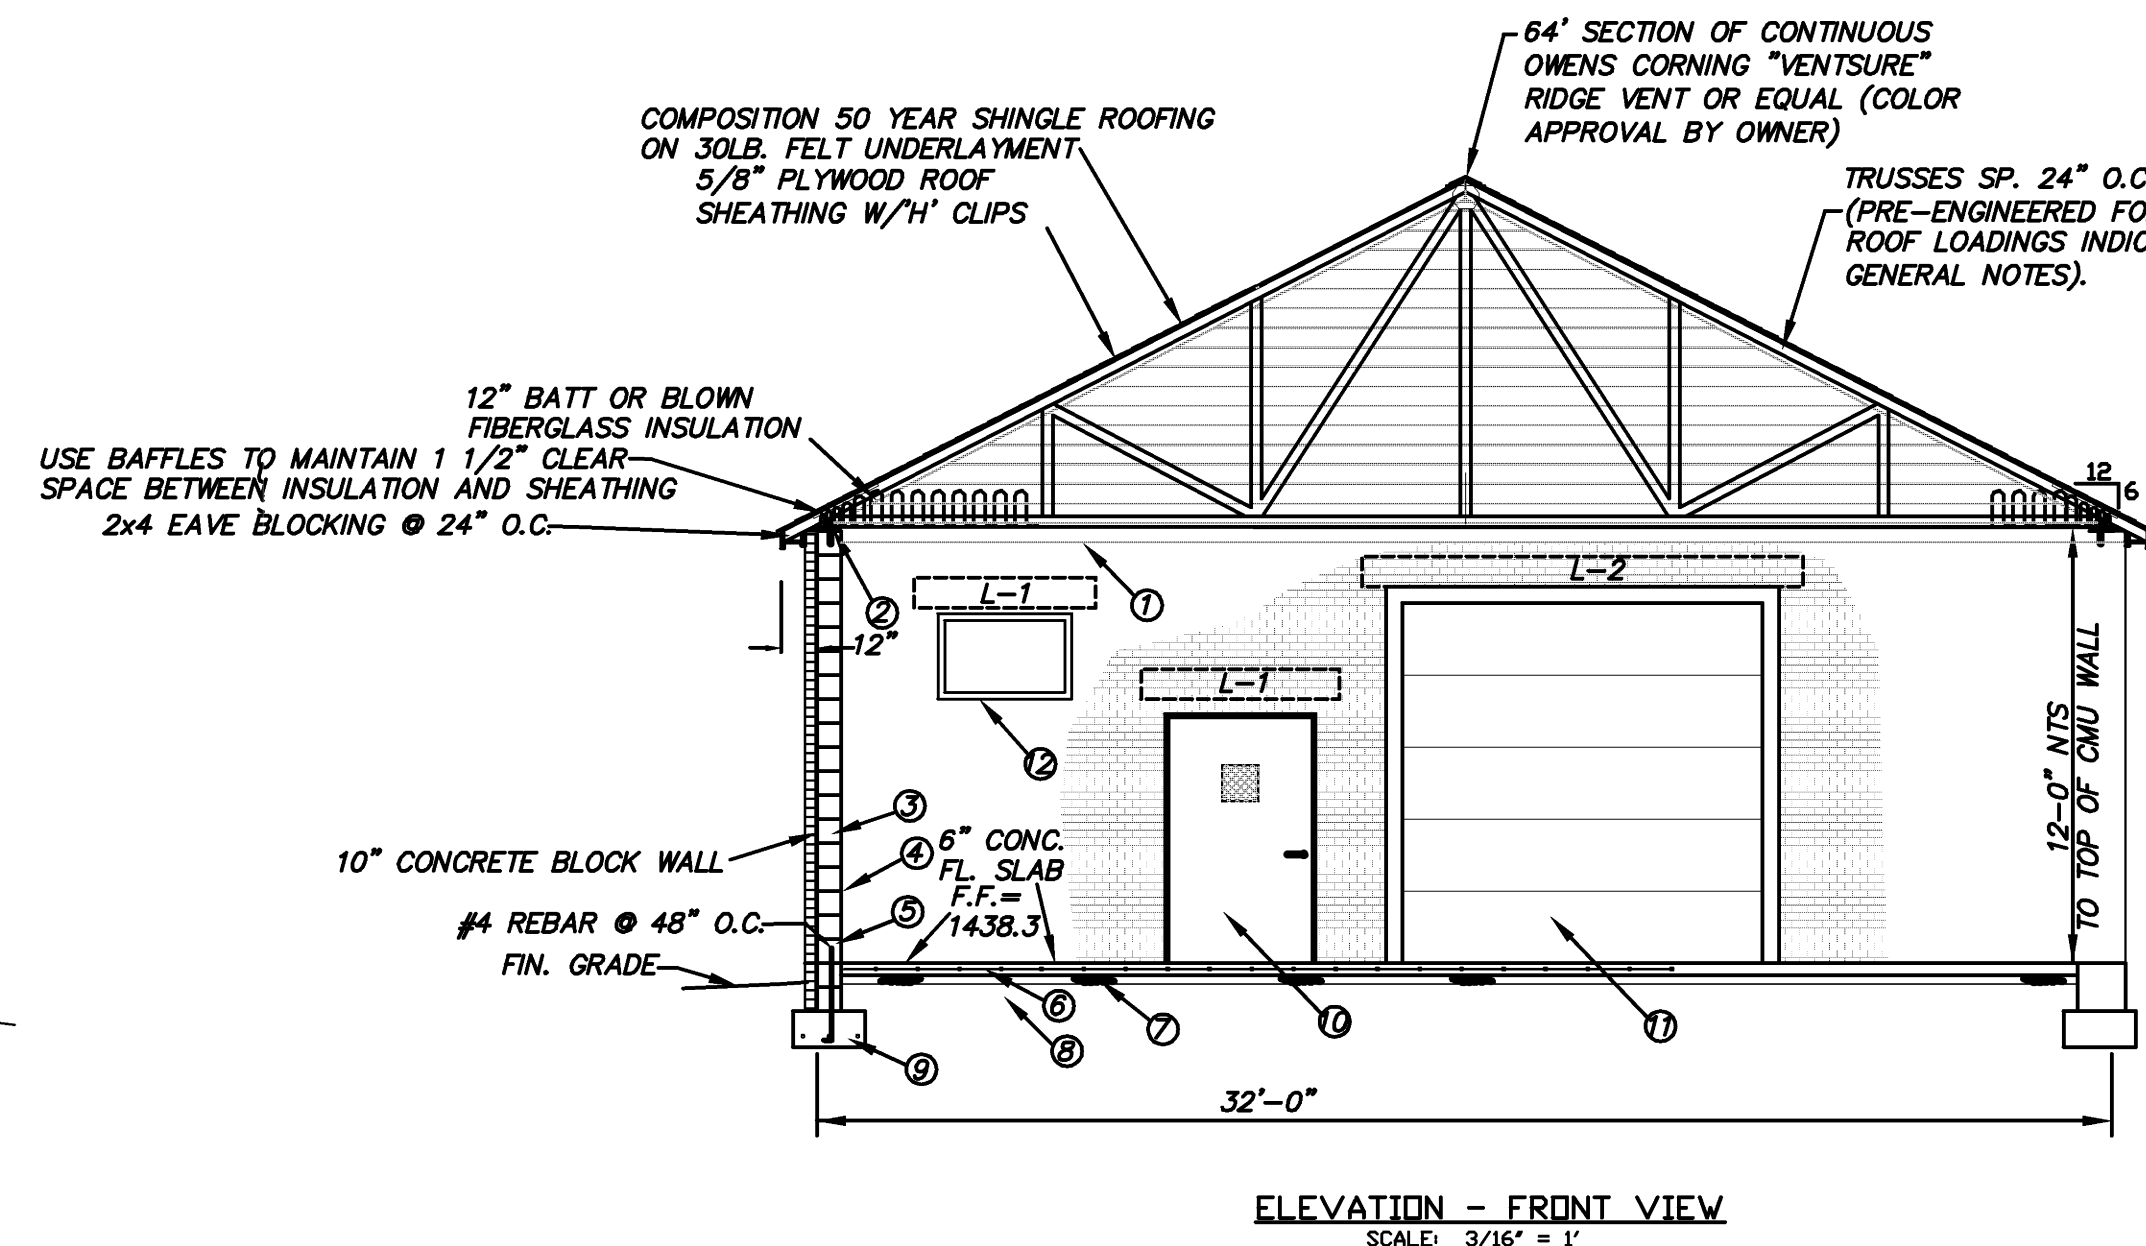 64' SECTION OF CONTINUOUS
OWENS CORNING "VENTSURE"
RIDGE VENT OR EQUAL (COLOR
APPROVAL BY OWNER)
COMPOSITION 50 YEAR SHINGLE ROOFING
ON 30LB. FELT UNDERLAYMENT
5/8" PLYWOOD ROOF
SHEATHING W/'H' CLIPS
TRUSSES SP. 24" O.C
(PRE-ENGINEERED FO
ROOF LOADINGS INDIC
GENERAL NOTES).
12" BATT OR BLOWN
FIBERGLASS INSULATION
USE BAFFLES TO MAINTAIN 1 1/2" CLEAR
SPACE BETWEEN INSULATION AND SHEATHING
2x4 EAVE BLOCKING @ 24" O.C.
12
6
L-1
L-2
1
2
12"
L-1
12
12-0" NTS
TO TOP OF CMU WALL
3
10" CONCRETE BLOCK WALL
4
6" CONC.
FL. SLAB
F.F.=
1438.3
5
#4 REBAR @ 48" O.C.
FIN. GRADE
6
7
8
9
10
11
32'-0"
ELEVATION - FRONT VIEW
SCALE: 3/16" = 1'